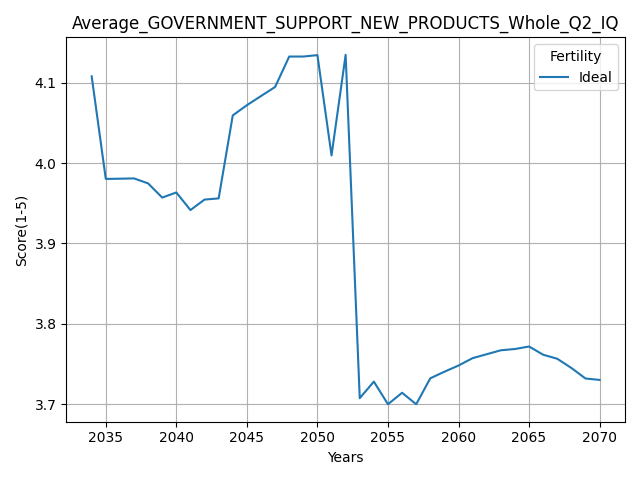 Average_GOVERNMENT_SUPPORT_NEW_PRODUCTS_Whole_Q2_IQ
Fertility
Ideal
4.1
4.0
3.9
3.8
3.7
Score(1-5)
2035 2040 2045 2050 2055 2060 2065 2070
Years